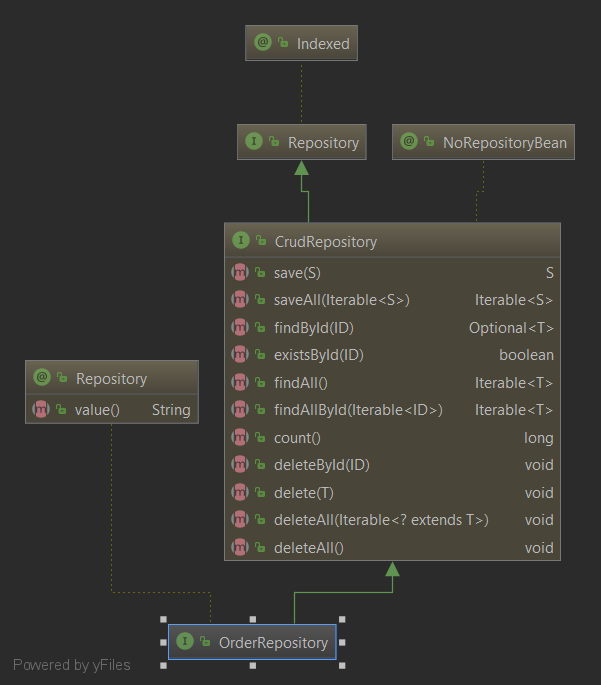 @ Indexed
I Repository
@ NoRepositoryBean
I CrudRepository
m save(S) S
m saveAll(Iterable<S>) Iterable<S>
m findById(ID) Optional<T>
m existsById(ID) boolean
m findAll() Iterable<T>
m findAllById(Iterable<ID>) Iterable<T>
m count() long
m deleteById(ID) void
m delete(T) void
m deleteAll(Iterable<? extends T>) void
m deleteAll() void
@ Repository
m value() String
I OrderRepository
Powered by yFiles